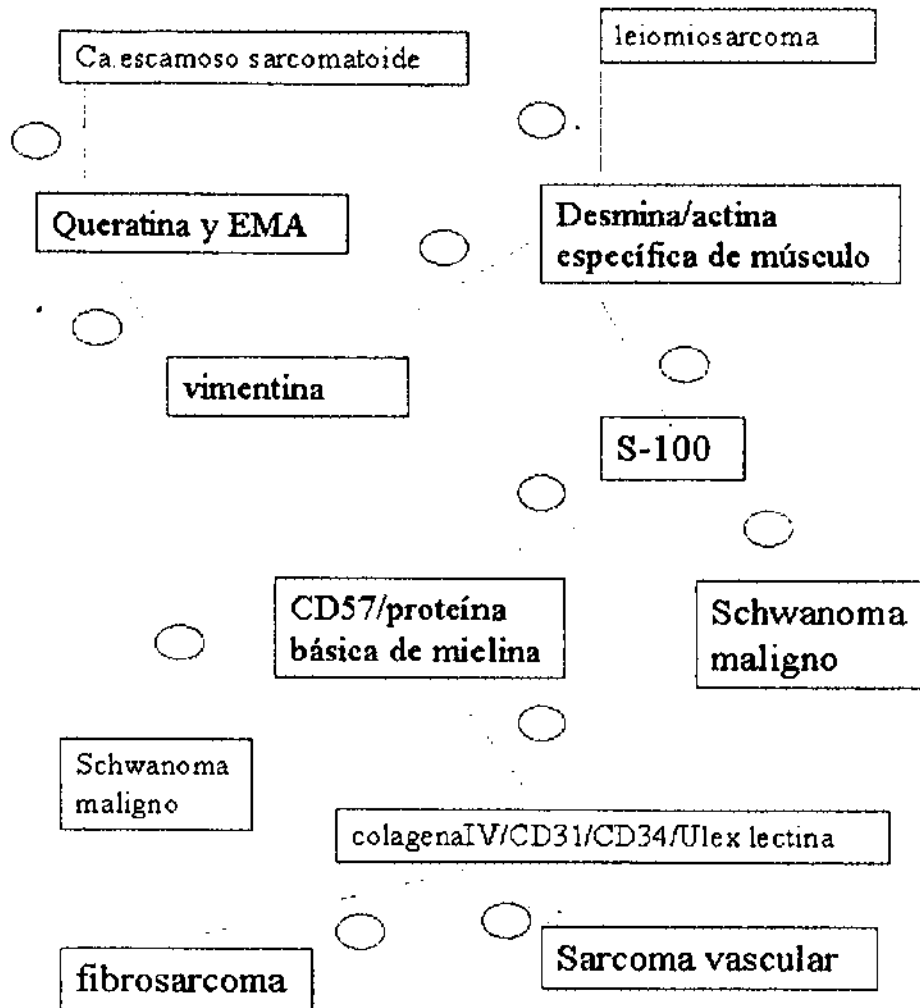 Ca.escamoso sarcomatoide
leiomiosarcoma
Queratina y EMA
Desmina/actina
específica de músculo
vimentina
S-100
CD57/proteína
básica de mielina
Schwanoma
maligno
Schwanoma
maligno
colagenaIV/CD31/CD34/Ulex lectina
fibrosarcoma
Sarcoma vascular